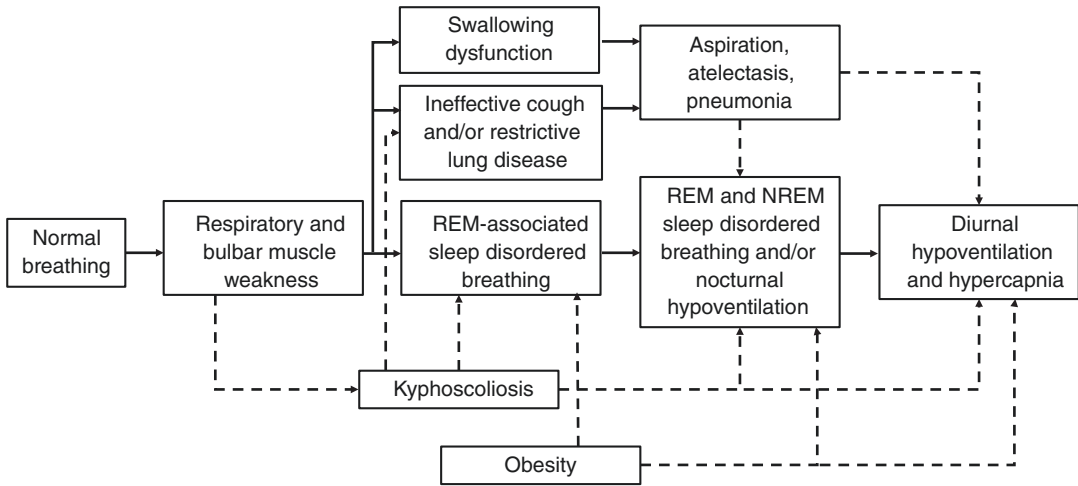 Swallowing
dysfunction
Aspiration,
atelectasis,
pneumonia
Ineffective cough
and/or restrictive
lung disease
Normal
breathing
Respiratory and
bulbar muscle
weakness
REM-associated
sleep disordered
breathing
REM and NREM
sleep disordered
breathing and/or
nocturnal
hypoventilation
Diurnal
hypoventilation
and hypercapnia
Kyphoscoliosis
Obesity